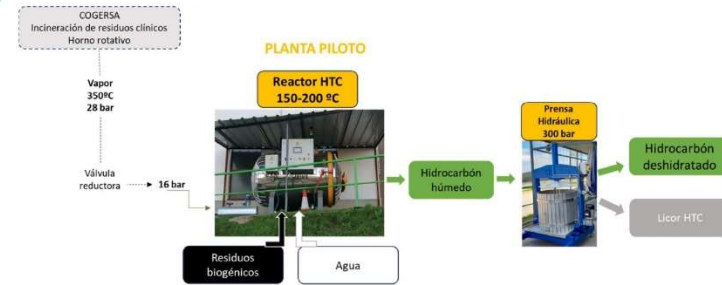 COGERSA
Incineración de residuos clínicos
Horno rotativo
PLANTA PILOTO
Vapor
350ºC
28 bar
Reactor HTC
150-200 ºC
Prensa
Hidráulica
300 bar
Válvula
reductora
16 bar
Hidrocarbón
húmedo
Hidrocarbón
deshidratado
Licor HTC
Residuos
biogénicos
Agua